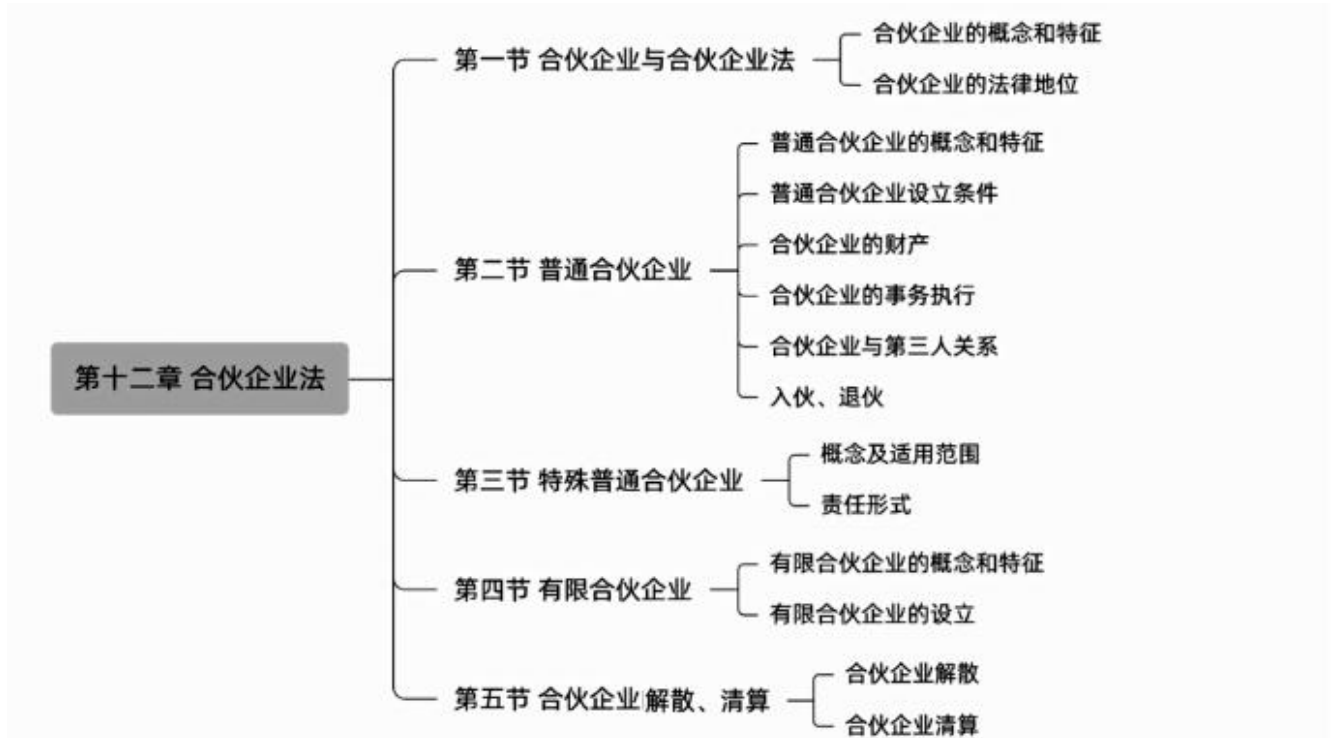 第十二章 合伙企业法
第一节 合伙企业与合伙企业法
合伙企业的概念和特征
合伙企业的法律地位
第二节 普通合伙企业
普通合伙企业的概念和特征
普通合伙企业设立条件
合伙企业的财产
合伙企业的事务执行
合伙企业与第三人关系
入伙、退伙
第三节 特殊普通合伙企业
概念及适用范围
责任形式
第四节 有限合伙企业
有限合伙企业的概念和特征
有限合伙企业的设立
第五节 合伙企业解散、清算
合伙企业解散
合伙企业清算